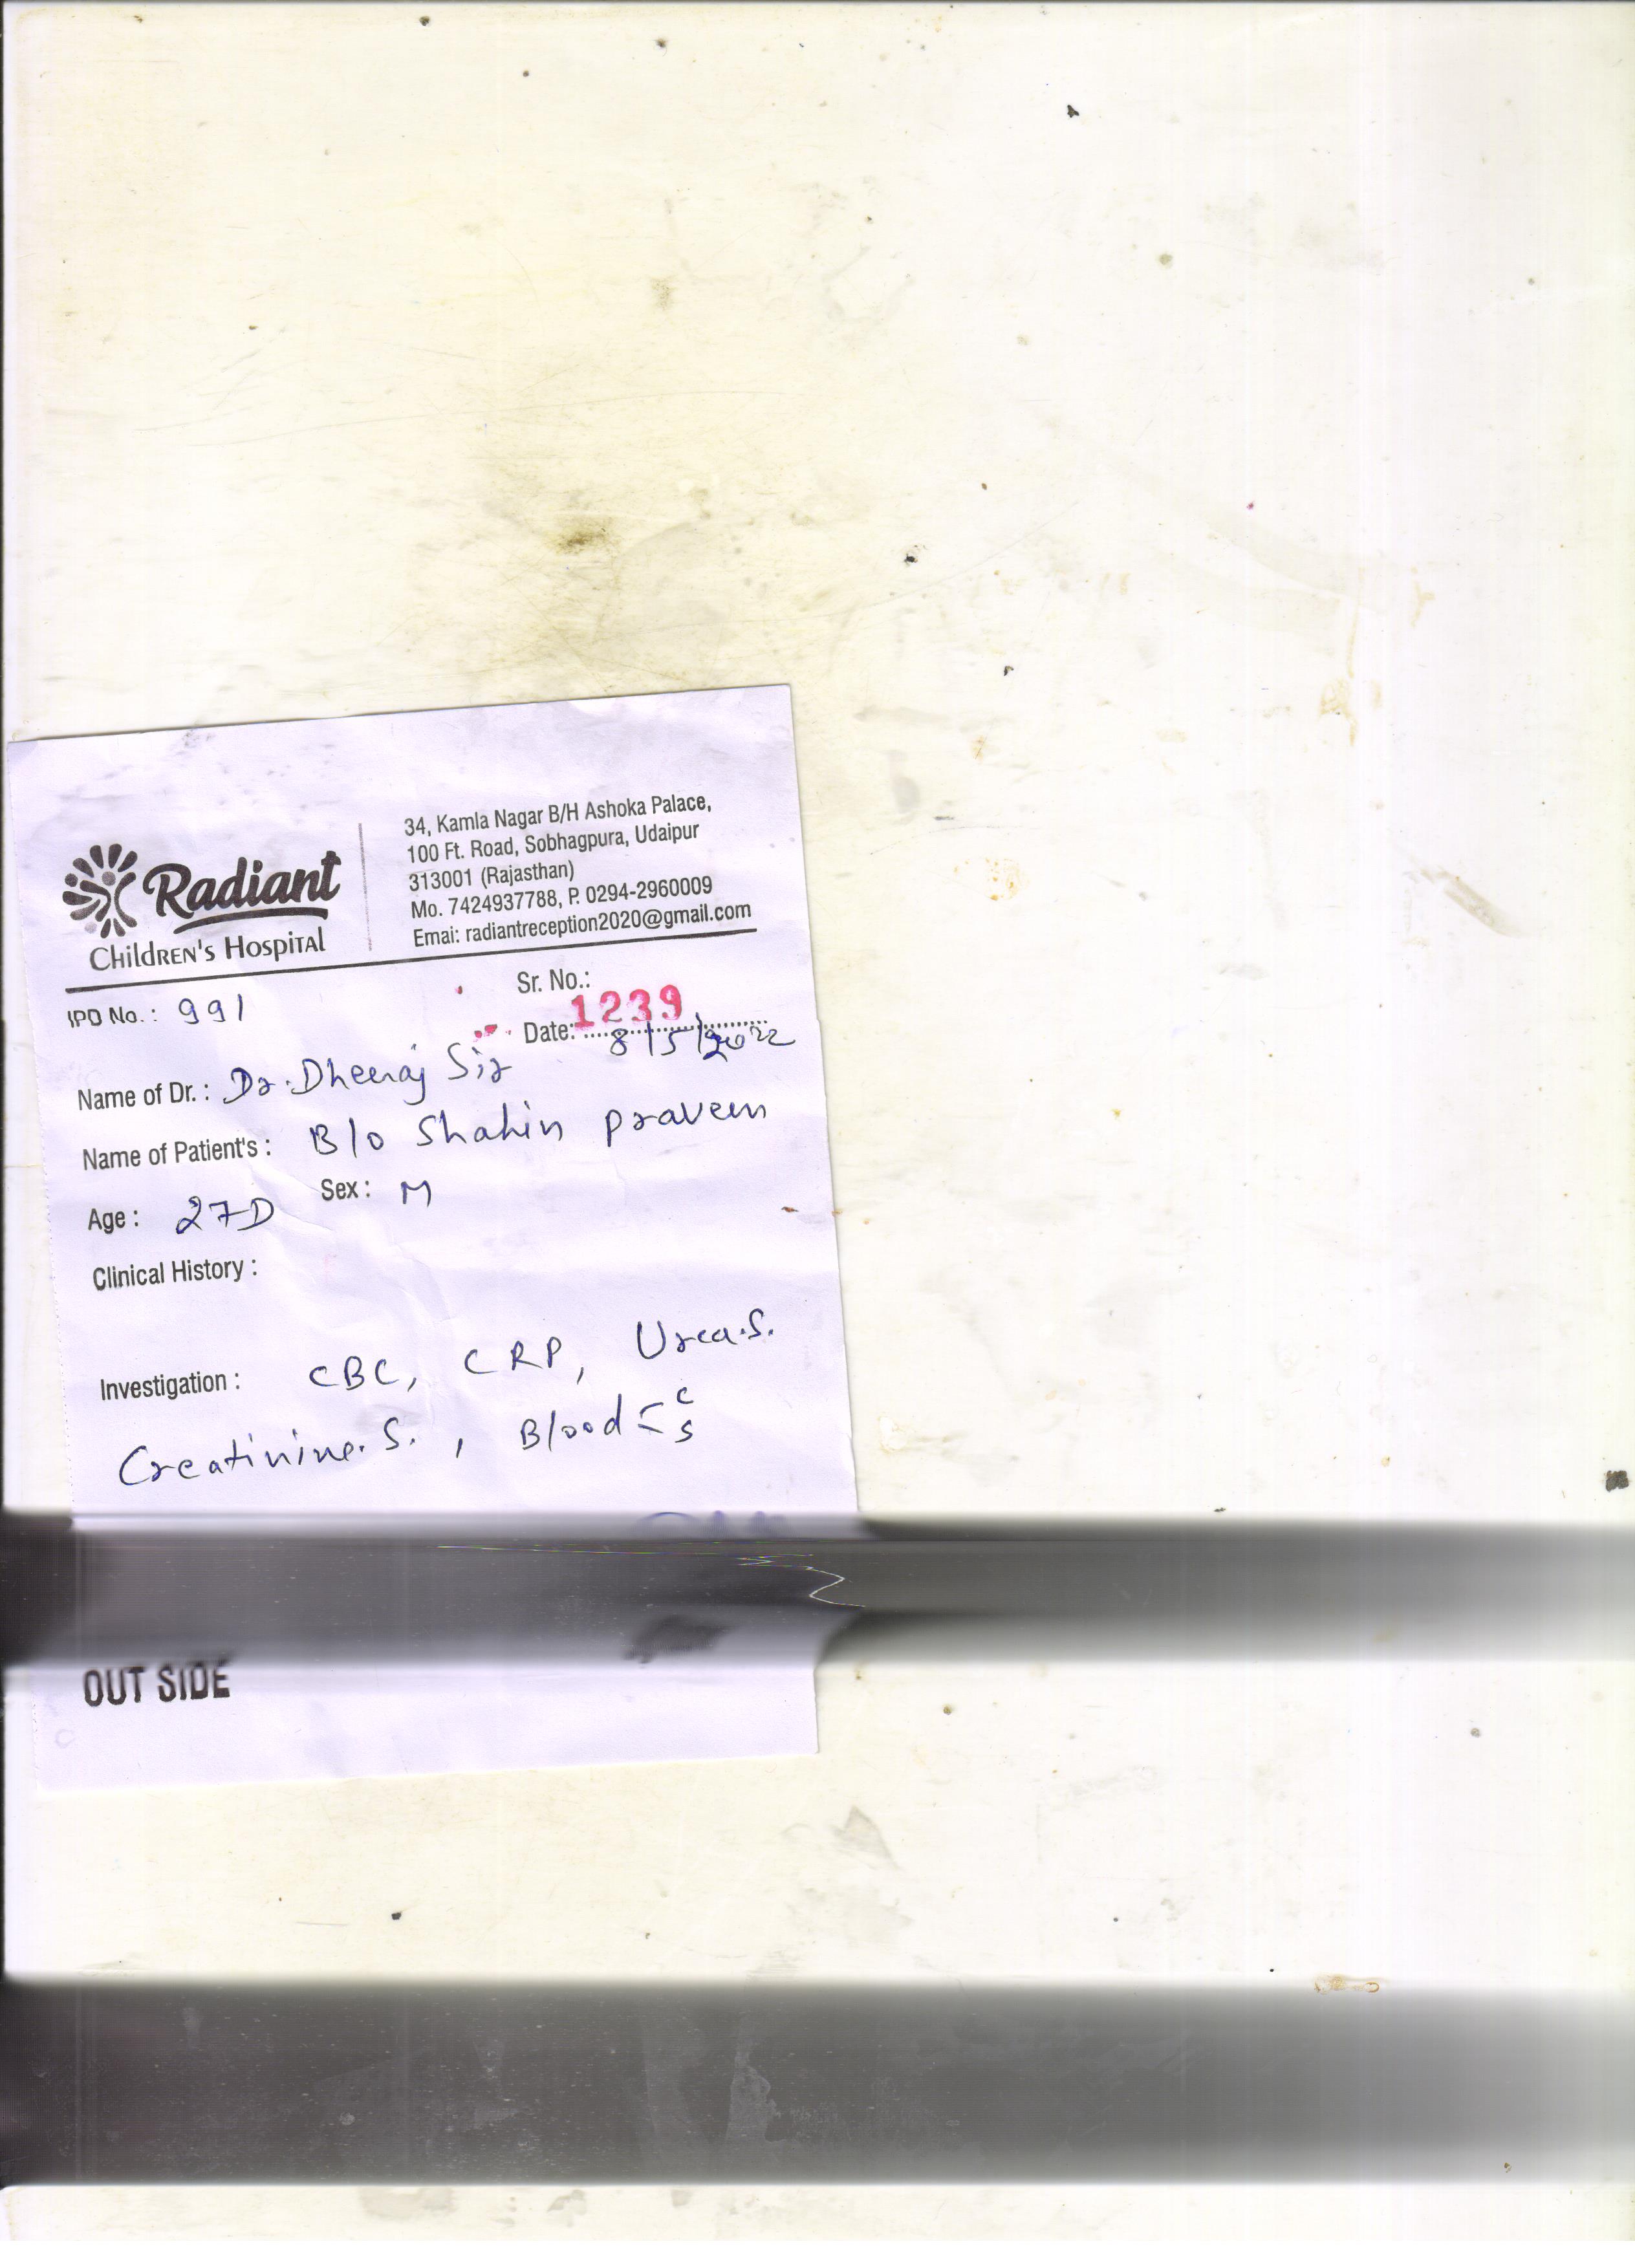 Radiant
Children's Hospital
34, Kamla Nagar B/H Ashoka Palace,
100 Ft. Road, Sobhagpura, Udaipur
313001 (Rajasthan)
Mo. 7424937788, P. 0294-2960009
Emai: radiantreception2020@gmail.com
IPD No. : 991
Sr. No.:
1239
Date: 8/5/2022
Name of Dr. : Dr. Dheeraj Sir
Name of Patient's : B/o Shahin praveen
Age : 27D Sex : M
Clinical History :
Investigation : CBC, CRP, Urea.S.
Creatinine.S. , Blood < C S
OUT SIDE